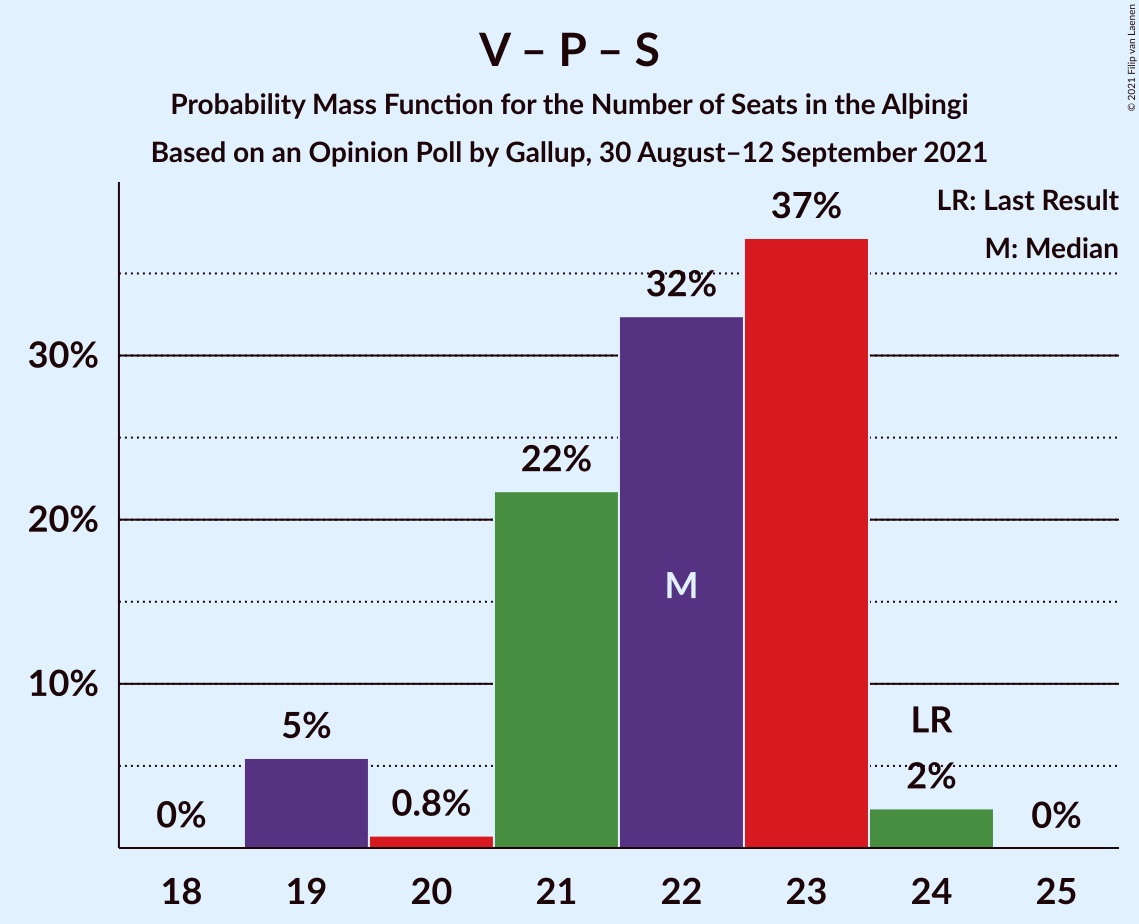 V – P – S
Probability Mass Function for the Number of Seats in the Alþingi
Based on an Opinion Poll by Gallup, 30 August–12 September 2021
© 2021 Filip van Laenen
LR: Last Result
M: Median
37%
32%
30%
22%
20%
M
10%
LR
5%
2%
0.8%
0%
0%
18 19 20 21 22 23 24 25